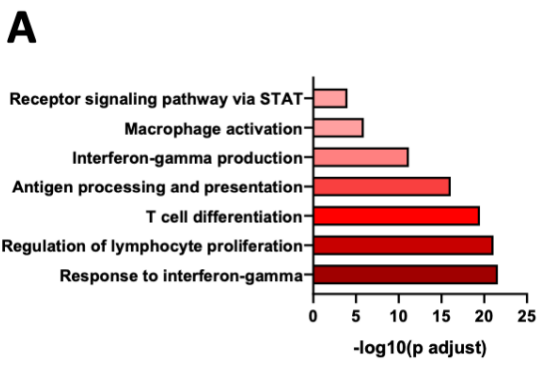 A
Receptor signaling pathway via STAT
Macrophage activation
Interferon-gamma production
Antigen processing and presentation
T cell differentiation
Regulation of lymphocyte proliferation
Response to interferon-gamma
0 5 10 15 20 25
-log10(p adjust)